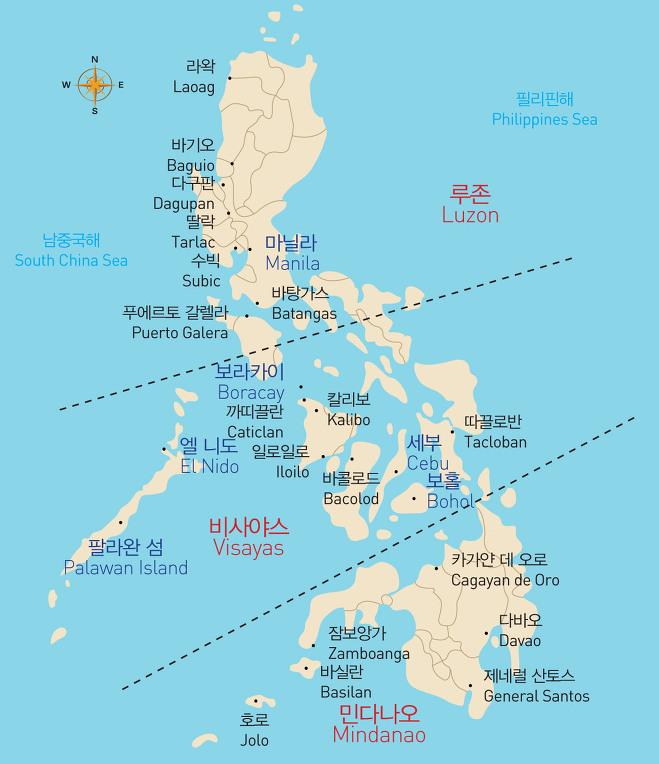 N
W
E
S
라왁
Laoag
필리핀해
Philippines Sea
바기오
Baguio
다구판
Dagupan
루존
Luzon
딸락
Tarlac
남중국해
South China Sea
마닐라
Manila
수빅
Subic
바탕가스
Batangas
푸에르토 갈렐라
Puerto Galera
보라카이
Boracay
칼리보
Kalibo
까띠끌란
Caticlan
따끌로반
Tacloban
엘 니도
El Nido
일로일로
Iloilo
세부
Cebu
바콜로드
Bacolod
보홀
Bohol
비사야스
Visayas
팔라완 섬
Palawan Island
카가얀 데 오로
Cagayan de Oro
다바오
Davao
잠보앙가
Zamboanga
바실란
Basilan
제네럴 산토스
General Santos
민다나오
Mindanao
호로
Jolo